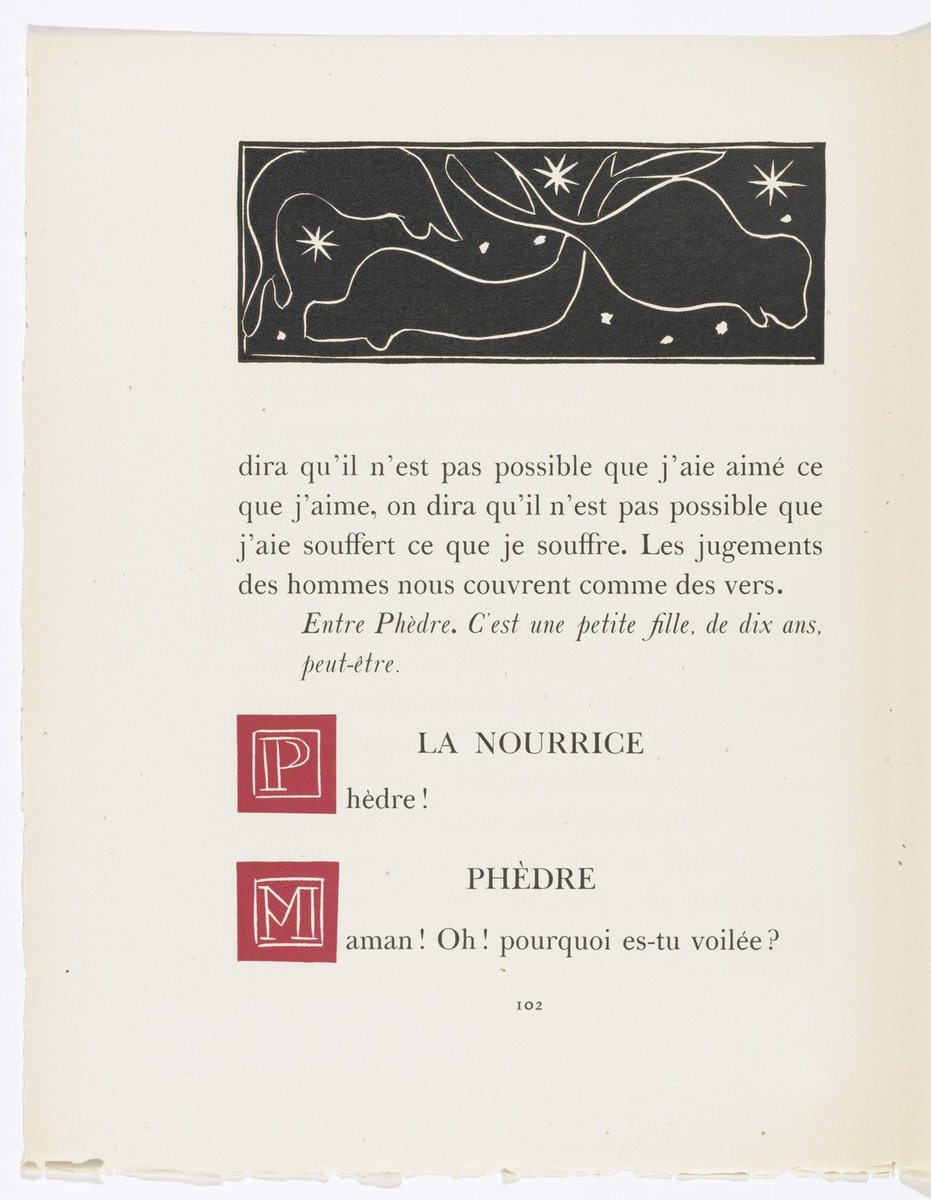 dira qu'il n'est pas possible que j'aie aimé ce
que j'aime, on dira qu'il n'est pas possible que
j'aie souffert ce que je souffre. Les jugements
des hommes nous couvrent comme des vers.
Entre Phèdre. C'est une petite fille, de dix ans,
peut-être.
LA NOURRICE
Phèdre !
PHÈDRE
Maman ! Oh ! pourquoi es-tu voilée ?
102